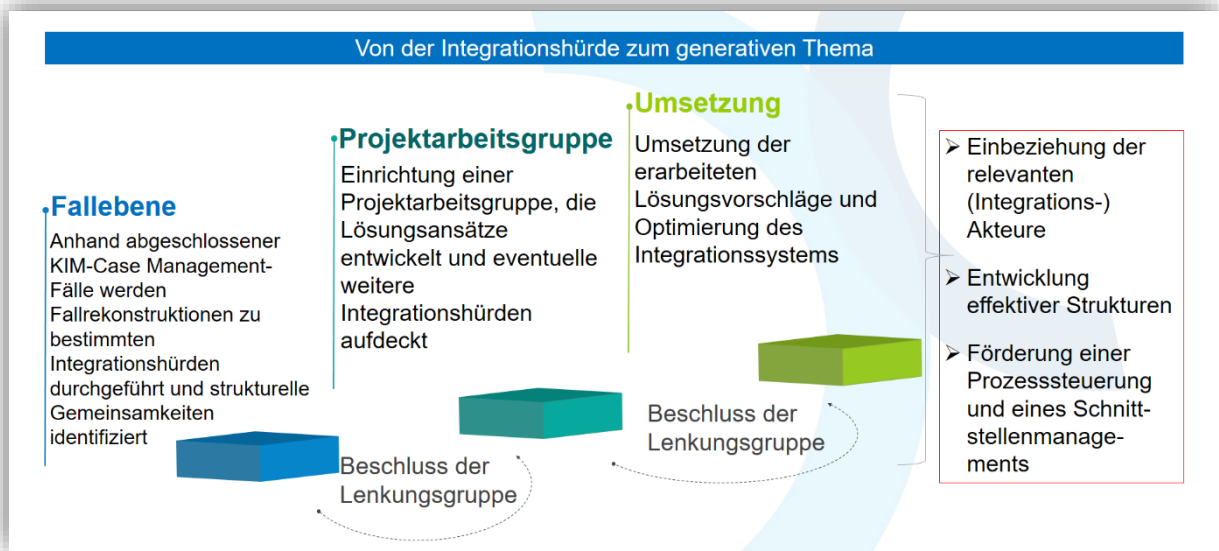 Von der Integrationshürde zum generativen Thema
Fallebene
Anhand abgeschlossener
KIM-Case Management-
Fälle werden
Fallrekonstruktionen zu
bestimmten
Integrationshürden
durchgeführt und strukturelle
Gemeinsamkeiten
identifiziert
Beschluss der
Lenkungsgruppe
Projektarbeitsgruppe
Einrichtung einer
Projektarbeitsgruppe, die
Lösungsansätze
entwickelt und eventuelle
weitere
Integrationshürden
aufdeckt
Beschluss der
Lenkungsgruppe
Umsetzung
Umsetzung der
erarbeiteten
Lösungsvorschläge und
Optimierung des
Integrationssystems
➢ Einbeziehung der
relevanten
(Integrations-)
Akteure
➢ Entwicklung
effektiver Strukturen
➢ Förderung einer
Prozesssteuerung
und eines Schnitt-
stellenmanage-
ments